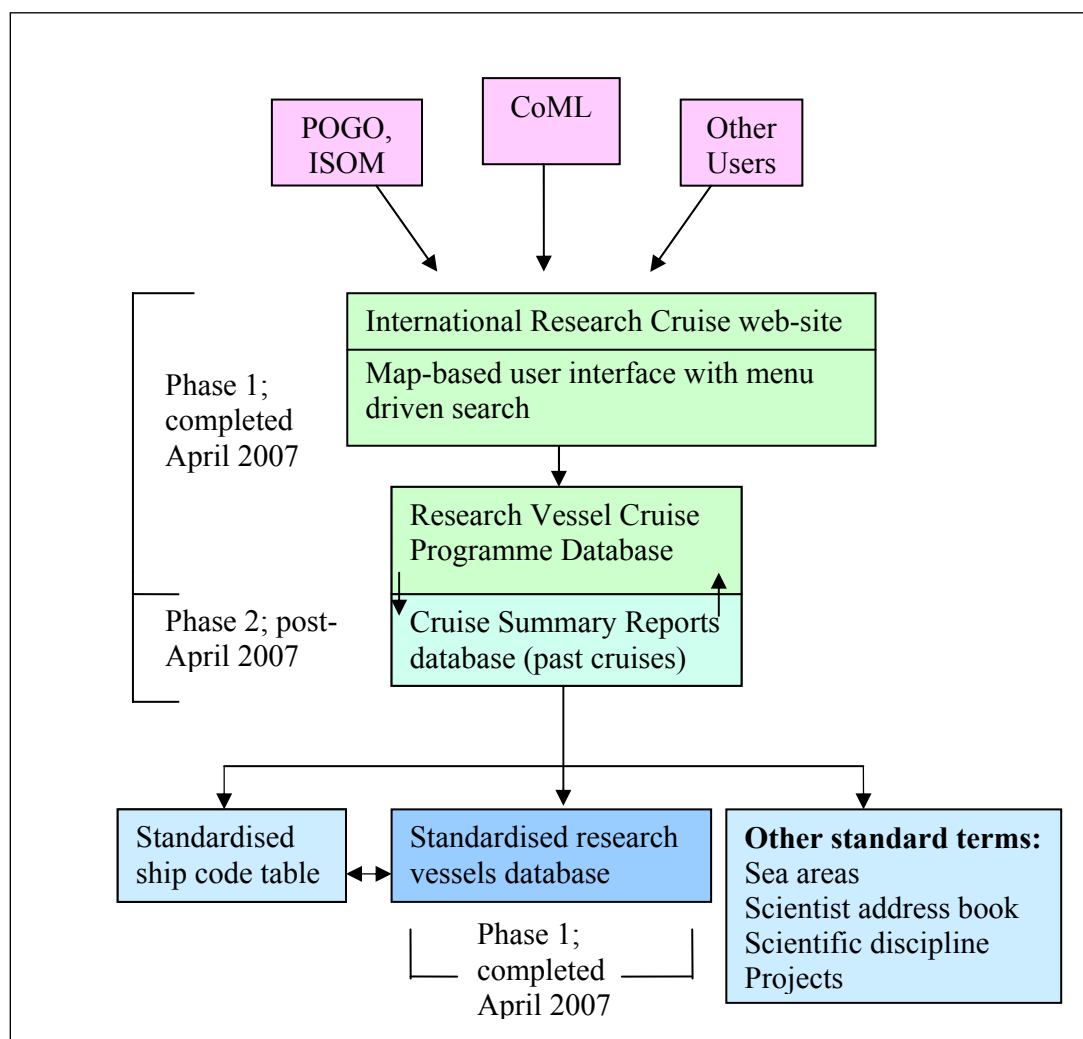 POGO,
ISOM
CoML
Other
Users
International Research Cruise web-site
Map-based user interface with menu
driven search
Phase 1;
completed
April 2007
Research Vessel Cruise
Programme Database
Phase 2; post-
April 2007
Cruise Summary Reports
database (past cruises)
Standardised
ship code table
Standardised research
vessels database
Other standard terms:
Sea areas
Scientist address book
Scientific discipline
Projects
Phase 1;
completed
April 2007